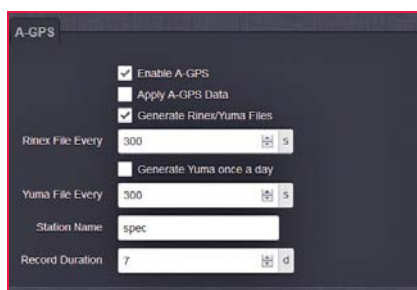 A-GPS
Enable A-GPS
Apply A-GPS Data
Generate Rinex/Yuma Files
Rinex File Every 300 s
Generate Yuma once a day
Yuma File Every 300 s
Station Name spec
Record Duration 7 d